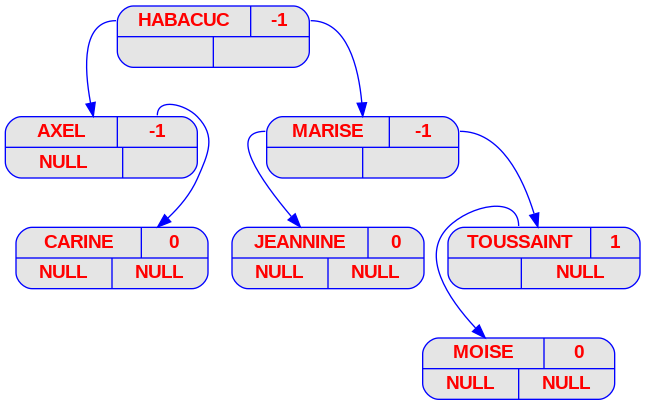 HABACUC -1
AXEL -1
NULL
MARISE -1
CARINE 0
NULL NULL
JEANNINE 0
NULL NULL
TOUSSAINT 1
NULL
MOISE 0
NULL NULL